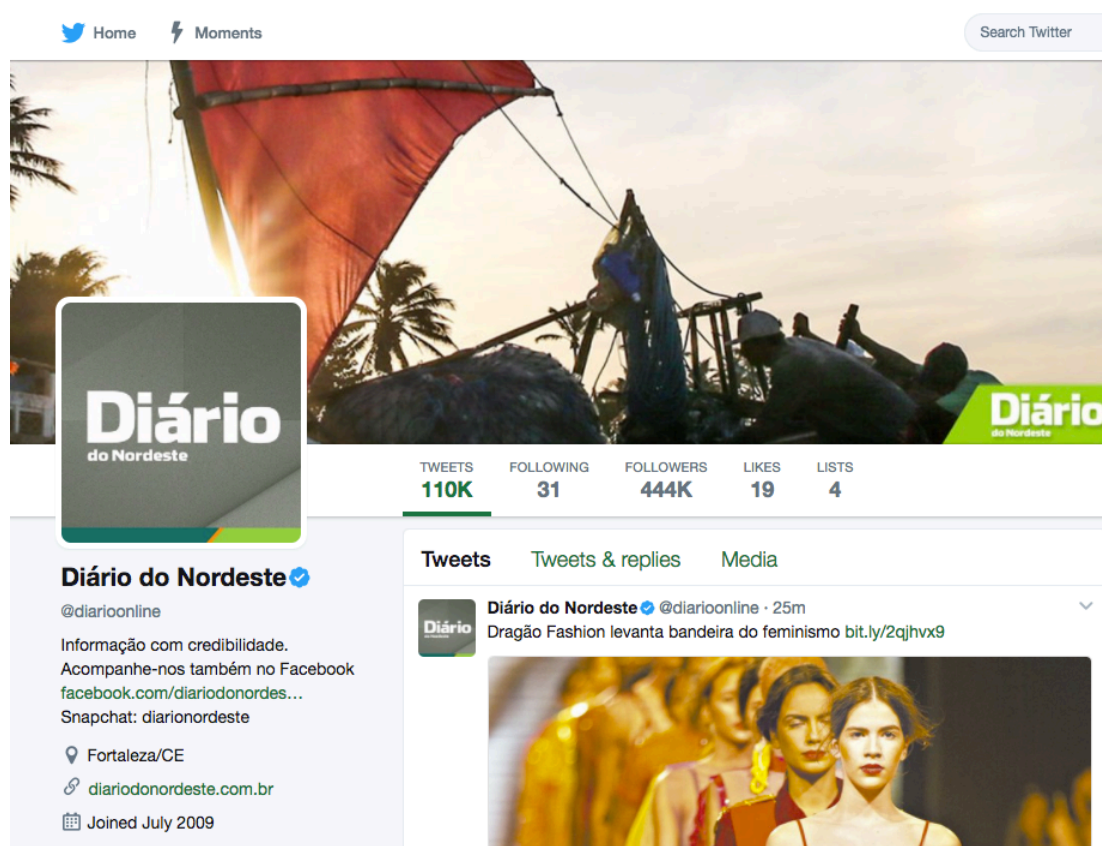 Home
Moments
Search Twitter
Diário
do Nordeste
Diário
do Nordeste
TWEETS
110K
FOLLOWING
31
FOLLOWERS
444K
LIKES
19
LISTS
4
Diário do Nordeste
@diarioonline
Informação com credibilidade.
Acompanhe-nos também no Facebook
facebook.com/diariodonordes…
Snapchat: diarionordeste
Fortaleza/CE
diariodonordeste.com.br
Joined July 2009
Tweets
Tweets & replies
Media
Diário
do Nordeste
Diário do Nordeste @diarioonline · 25m
Dragão Fashion levanta bandeira do feminismo bit.ly/2qjhvx9